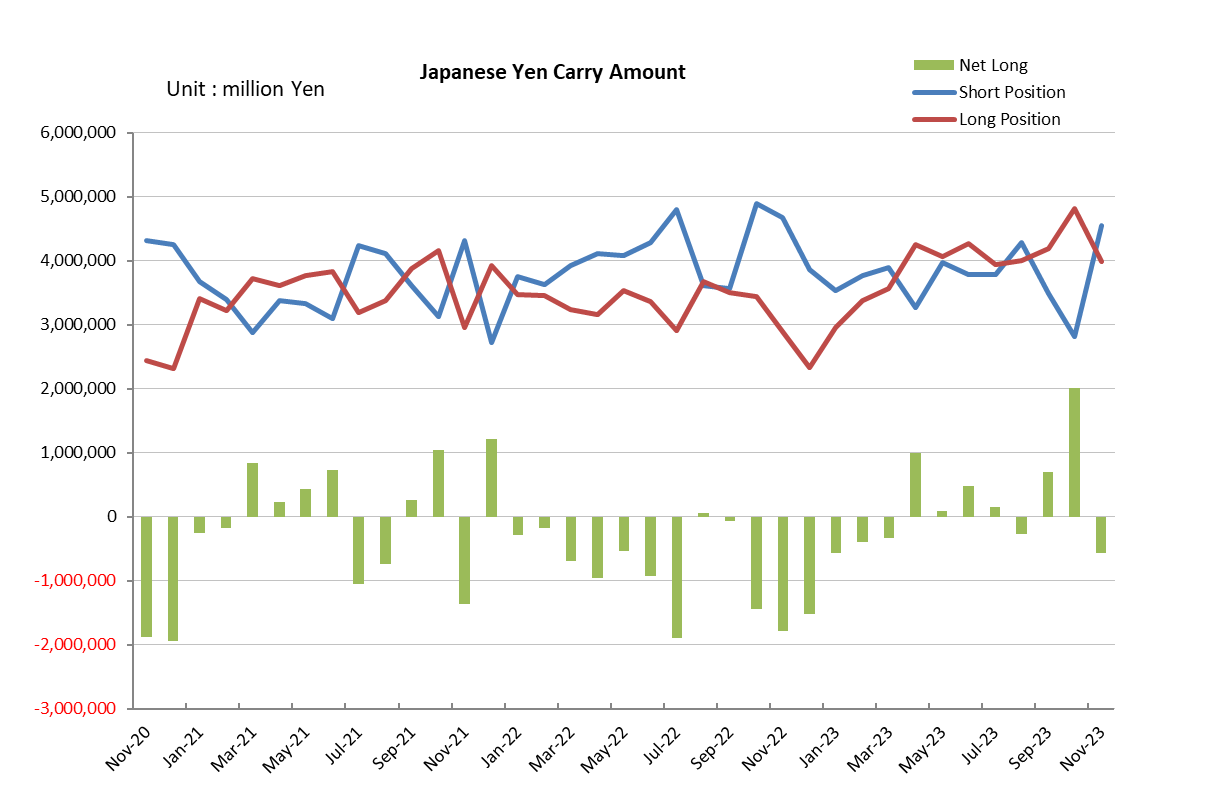 Japanese Yen Carry Amount
Unit : million Yen
Net Long
Short Position
Long Position
6,000,000
5,000,000
4,000,000
3,000,000
2,000,000
1,000,000
0
-1,000,000
-2,000,000
-3,000,000
Nov-20
Jan-21
Mar-21
May-21
Jul-21
Sep-21
Nov-21
Jan-22
Mar-22
May-22
Jul-22
Sep-22
Nov-22
Jan-23
Mar-23
May-23
Jul-23
Sep-23
Nov-23